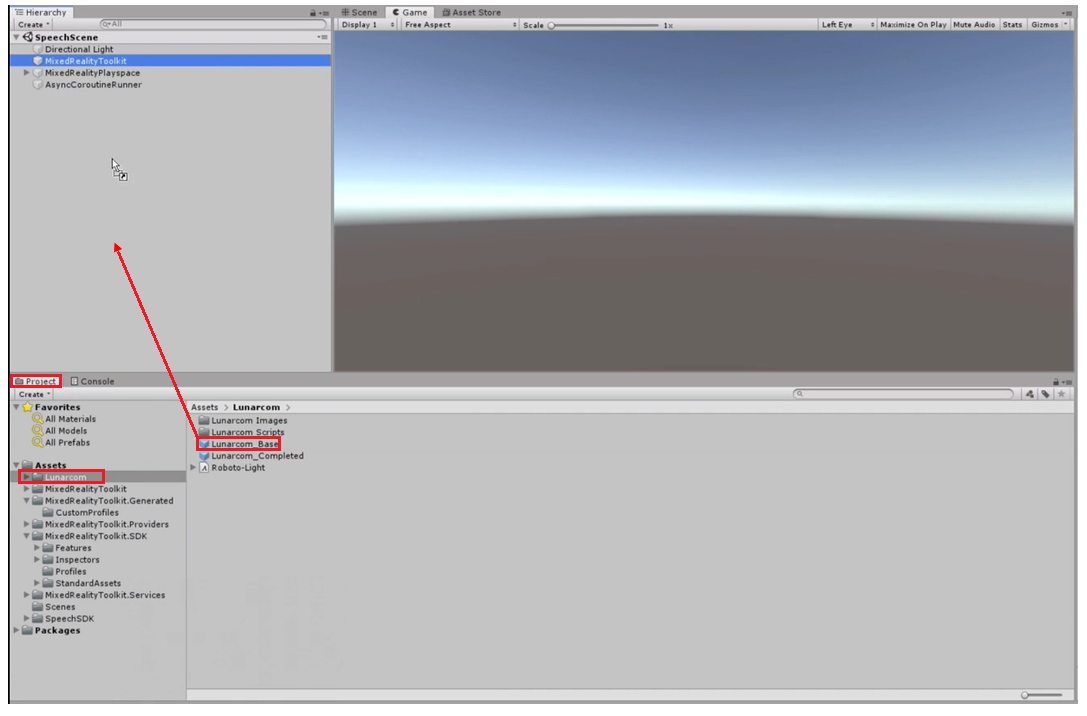 Hierarchy
Create All
SpeechScene
Directional Light
MixedRealityToolkit
MixedRealityPlayspace
AsyncCoroutineRunner
Scene Game Asset Store
Display 1 Free Aspect Scale 1x Left Eye Maximize On Play Mute Audio Stats Gizmos
Project Console
Create
Favorites
All Materials
All Models
All Prefabs
Assets
Lunarcom
MixedRealityToolkit
MixedRealityToolkit.Generated
CustomProfiles
MixedRealityToolkit.Providers
MixedRealityToolkit.SDK
Features
Inspectors
Profiles
StandardAssets
MixedRealityToolkit.Services
Scenes
SpeechSDK
Packages
Assets > Lunarcom >
Lunarcom Images
Lunarcom Scripts
Lunarcom_Base
Lunarcom_Completed
Roboto-Light